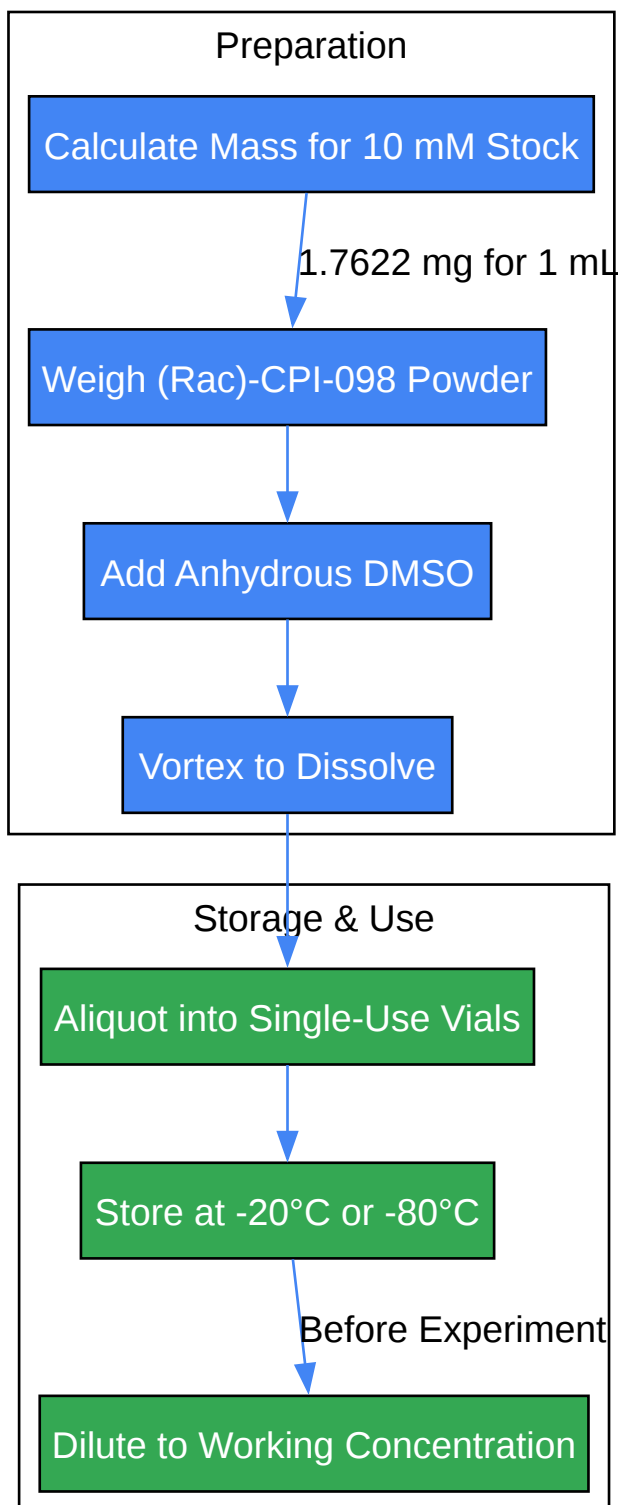 Preparation
Calculate Mass for 10 mM Stock
1.7622 mg for 1 mL
Weigh (Rac)-CPI-098 Powder
Add Anhydrous DMSO
Vortex to Dissolve
Storage & Use
Aliquot into Single-Use Vials
Store at -20°C or -80°C
Before Experiment
Dilute to Working Concentration